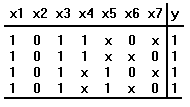 x1 x2 x3 x4 x5 x6 x7 y
1 0 1 1 x 0 x 1
1 0 1 1 x x 0 1
1 0 1 x 1 0 x 1
1 0 1 x 1 x 0 1